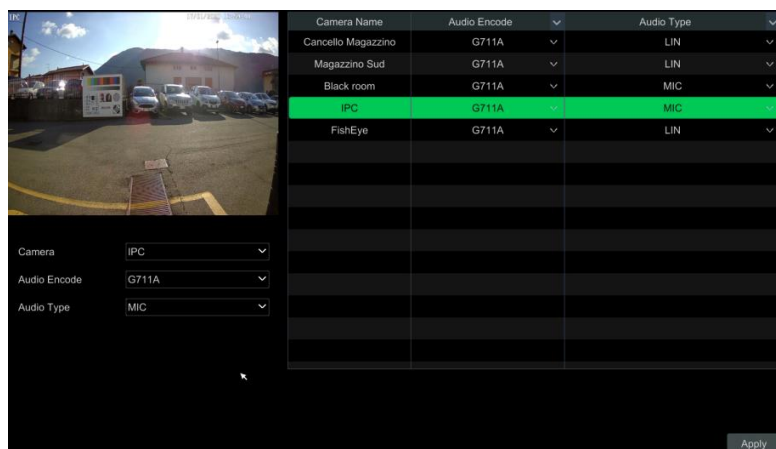 IPC
Camera Name Audio Encode Audio Type
Cancello Magazzino G711A LIN
Magazzino Sud G711A LIN
Black room G711A MIC
IPC G711A MIC
FishEye G711A LIN
Camera IPC
Audio Encode G711A
Audio Type MIC
Apply